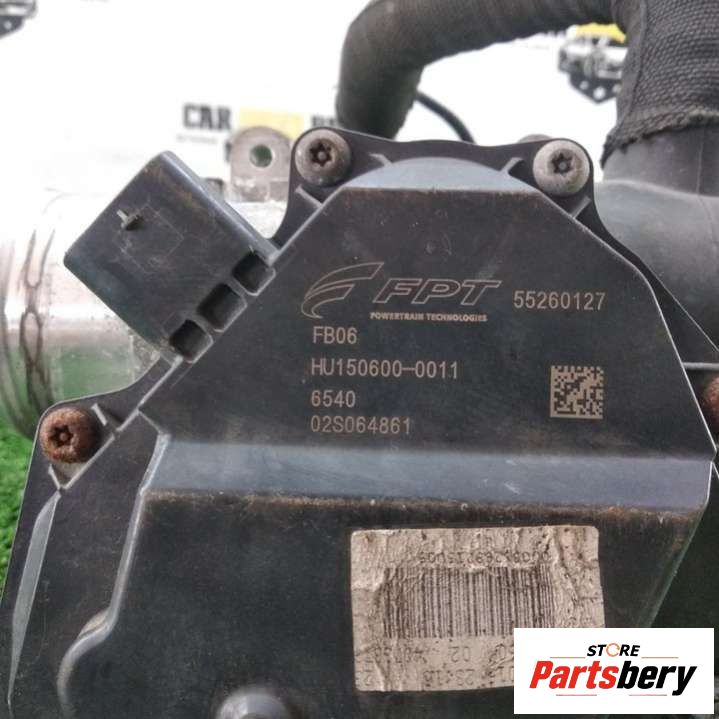 CAR
FPT 55260127
POWERTRAIN TECHNOLOGIES
FB06
HU150600-0011
6540
02S064861
STORE
Partsbery